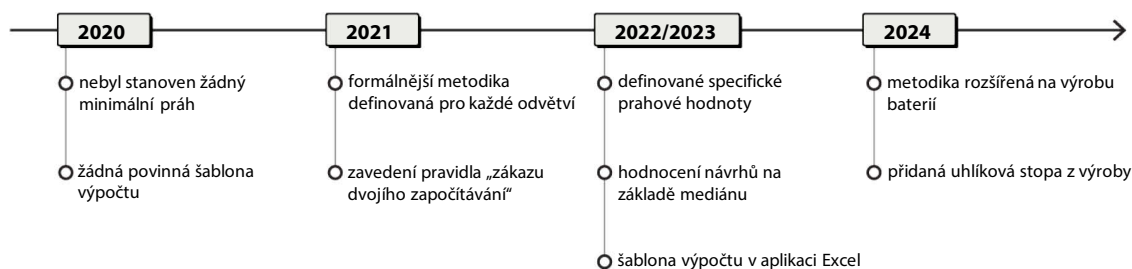 2020
nebyl stanoven žádný
minimální práh
žádná povinná šablona
výpočtu
2021
formálnější metodika
definovaná pro každé odvětví
zavedení pravidla „zákazu
dvojího započítávání“
2022/2023
definované specifické
prahové hodnoty
hodnocení návrhů na
základě mediánu
šablona výpočtu v aplikaci Excel
2024
metodika rozšířená na výrobu
baterií
přidaná uhlíková stopa z výroby